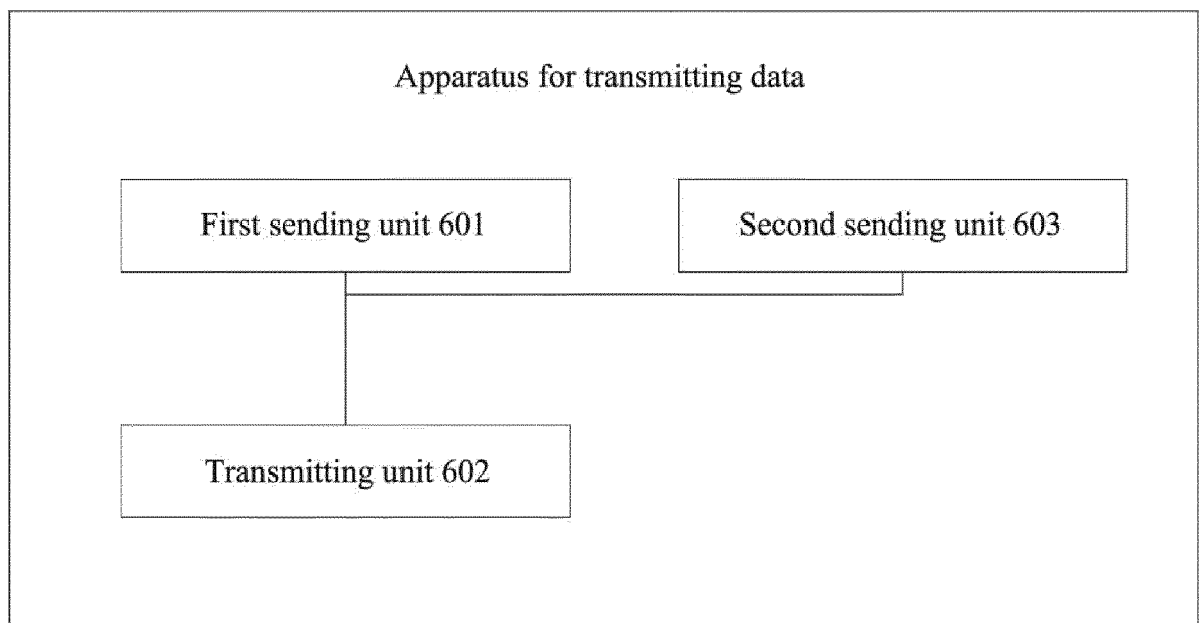 Apparatus for transmitting data
First sending unit 601
Second sending unit 603
Transmitting unit 602